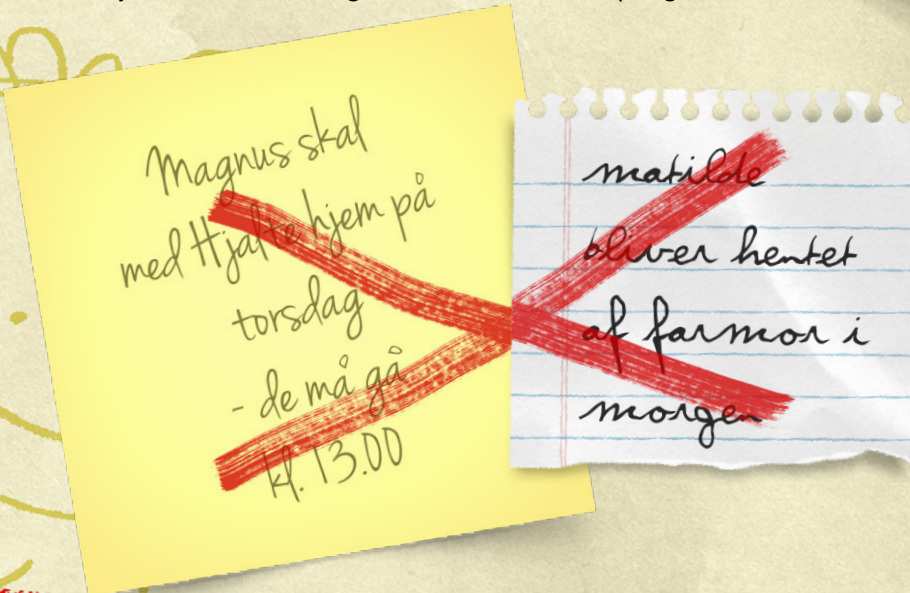 Magnus skal
med Hjalte hjem på
torsdag
- de må gå
kl. 13.00
matilde
bliver hentet
af farmor i
morgen